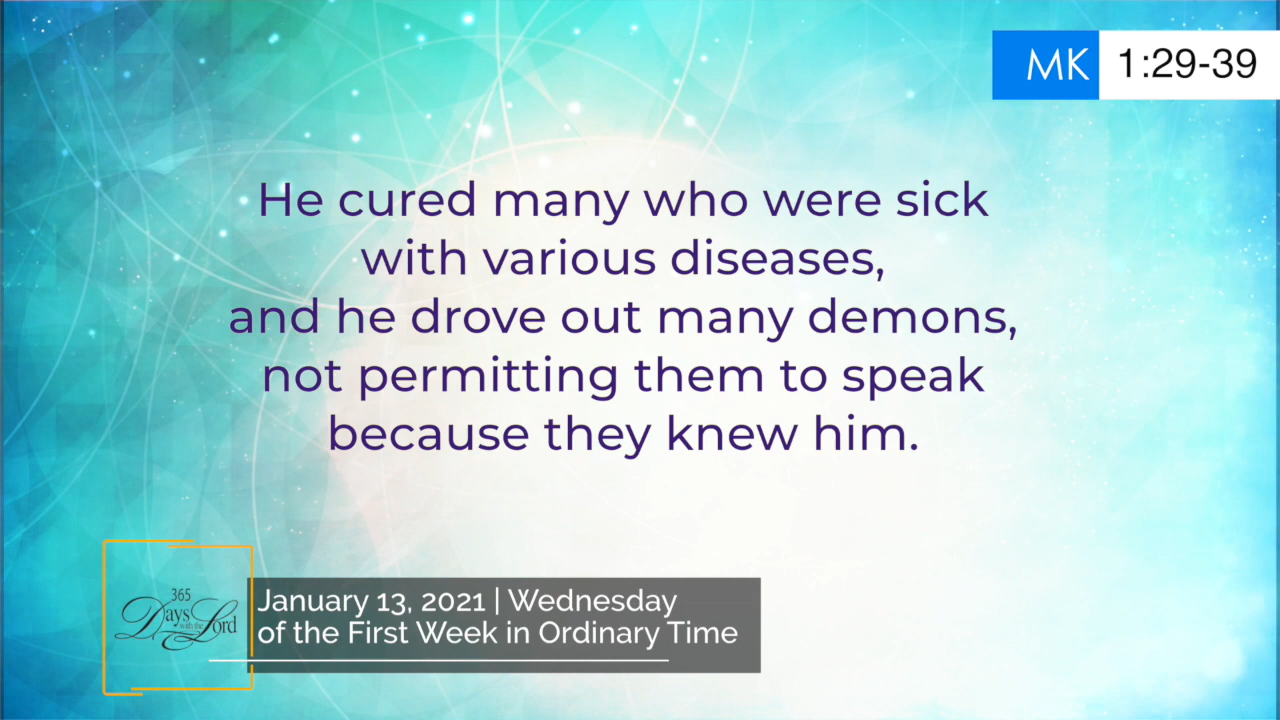 MK 1:29-39
He cured many who were sick
with various diseases,
and he drove out many demons,
not permitting them to speak
because they knew him.
365
Days with the Lord
January 13, 2021 | Wednesday
of the First Week in Ordinary Time